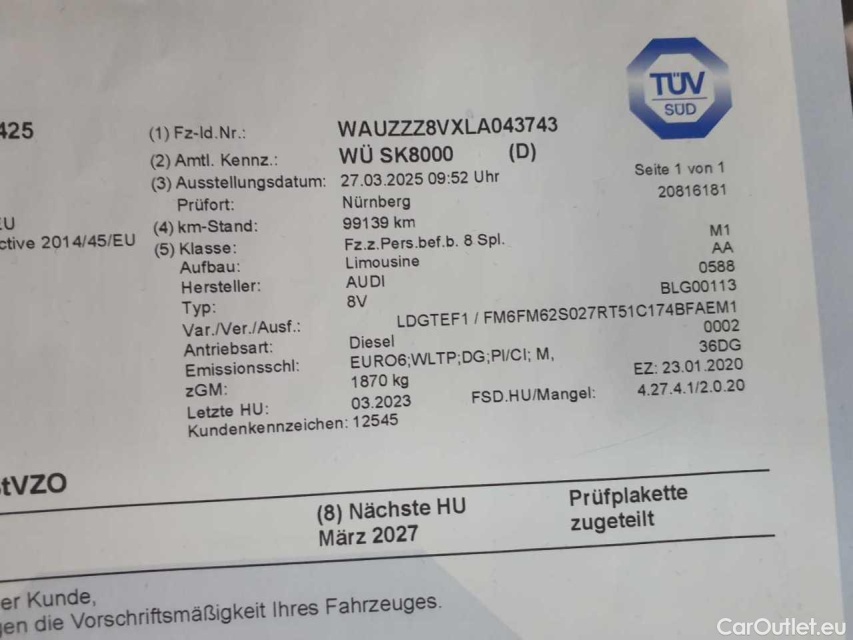 TÜV
SÜD
425
(1) Fz-Id.Nr.: WAUZZZ8VXLA043743
(2) Amtl. Kennz.: WÜ SK8000 (D)
Seite 1 von 1
(3) Ausstellungsdatum: 27.03.2025 09:52 Uhr
20816181
Prüfort: Nürnberg
EU
(4) km-Stand: 99139 km
ctive 2014/45/EU
(5) Klasse: Fz.z.Pers.bef.b. 8 Spl. M1
Aufbau: Limousine AA
Hersteller: AUDI 0588
Typ: 8V BLG00113
Var./Ver./Ausf.: LDGTEF1 / FM6FM62S027RT51C174BFAEM1
Antriebsart: Diesel 0002
Emissionsschl: EURO6;WLTP;DG;PI/CI; M, 36DG
zGM: 1870 kg EZ: 23.01.2020
Letzte HU: 03.2023 FSD.HU/Mangel: 4.27.4.1/2.0.20
Kundenkennzeichen: 12545
tVZO
(8) Nächste HU Prüfplakette
März 2027 zugeteilt
er Kunde,
gen die Vorschriftsmäßigkeit Ihres Fahrzeuges.
CarOutlet.eu